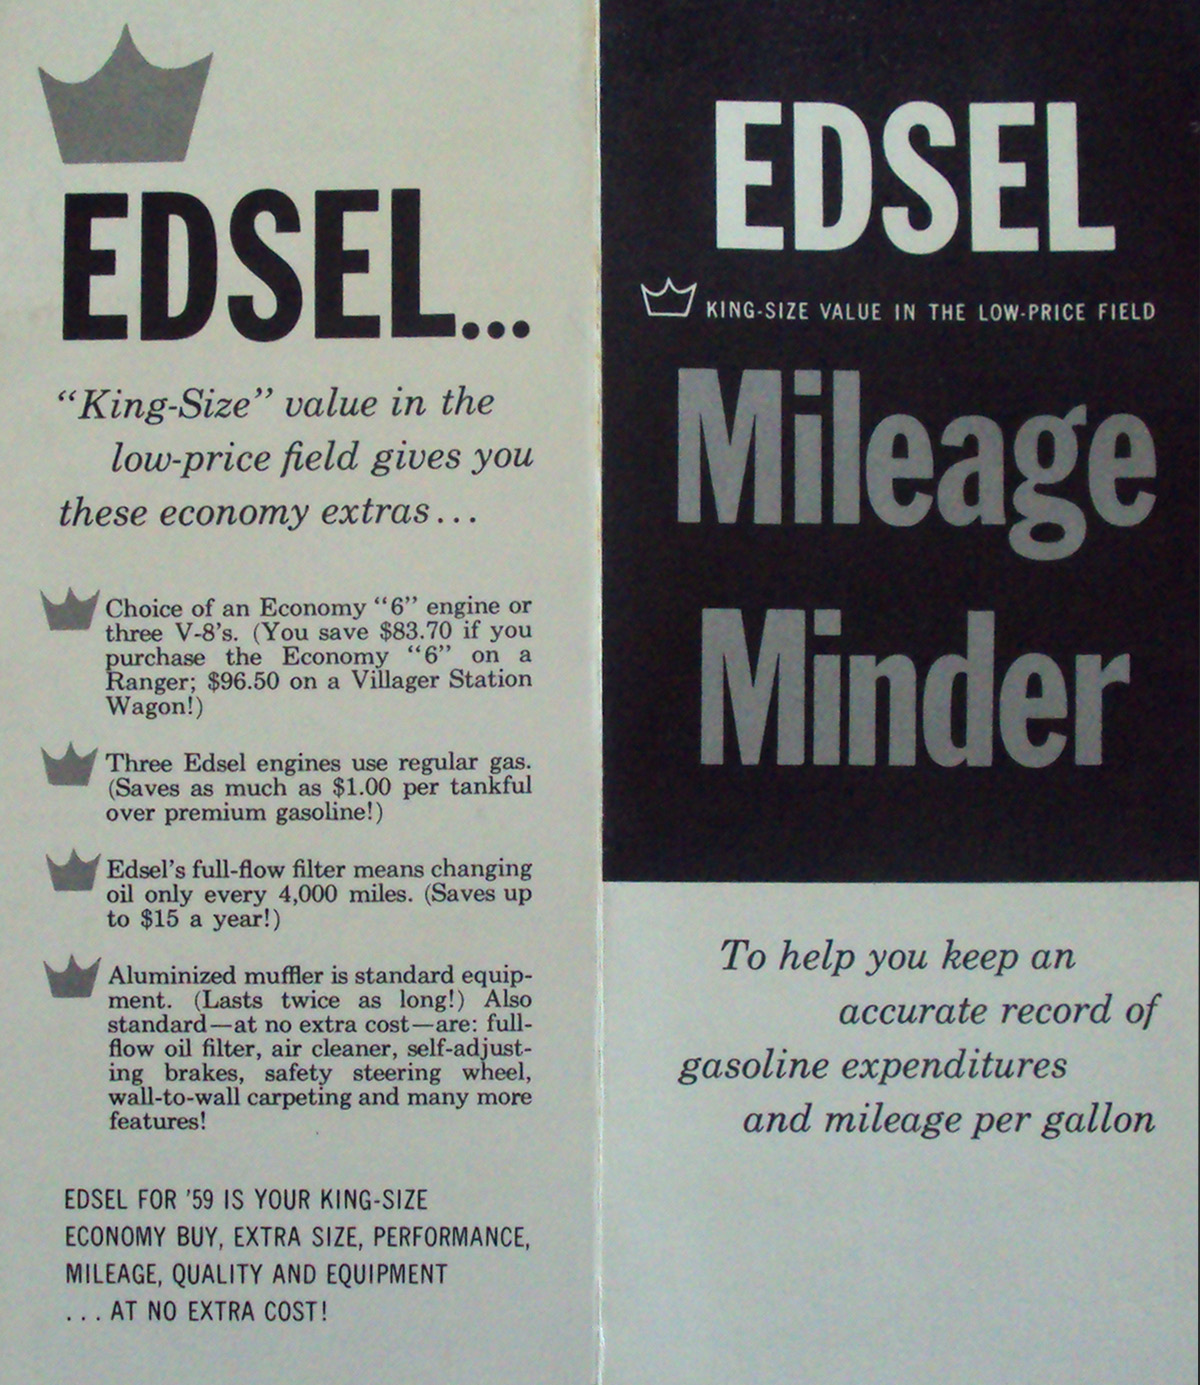 EDSEL...
“King-Size” value in the
low-price field gives you
these economy extras...
Choice of an Economy “6” engine or
three V-8’s. (You save $83.70 if you
purchase the Economy “6” on a
Ranger; $96.50 on a Villager Station
Wagon!)
Three Edsel engines use regular gas.
(Saves as much as $1.00 per tankful
over premium gasoline!)
Edsel’s full-flow filter means changing
oil only every 4,000 miles. (Saves up
to $15 a year!)
Aluminized muffler is standard equip-
ment. (Lasts twice as long!) Also
standard—at no extra cost—are: full-
flow oil filter, air cleaner, self-adjust-
ing brakes, safety steering wheel,
wall-to-wall carpeting and many more
features!
EDSEL FOR ’59 IS YOUR KING-SIZE
ECONOMY BUY, EXTRA SIZE, PERFORMANCE,
MILEAGE, QUALITY AND EQUIPMENT
...AT NO EXTRA COST!
EDSEL
KING-SIZE VALUE IN THE LOW-PRICE FIELD
Mileage
Minder
To help you keep an
accurate record of
gasoline expenditures
and mileage per gallon